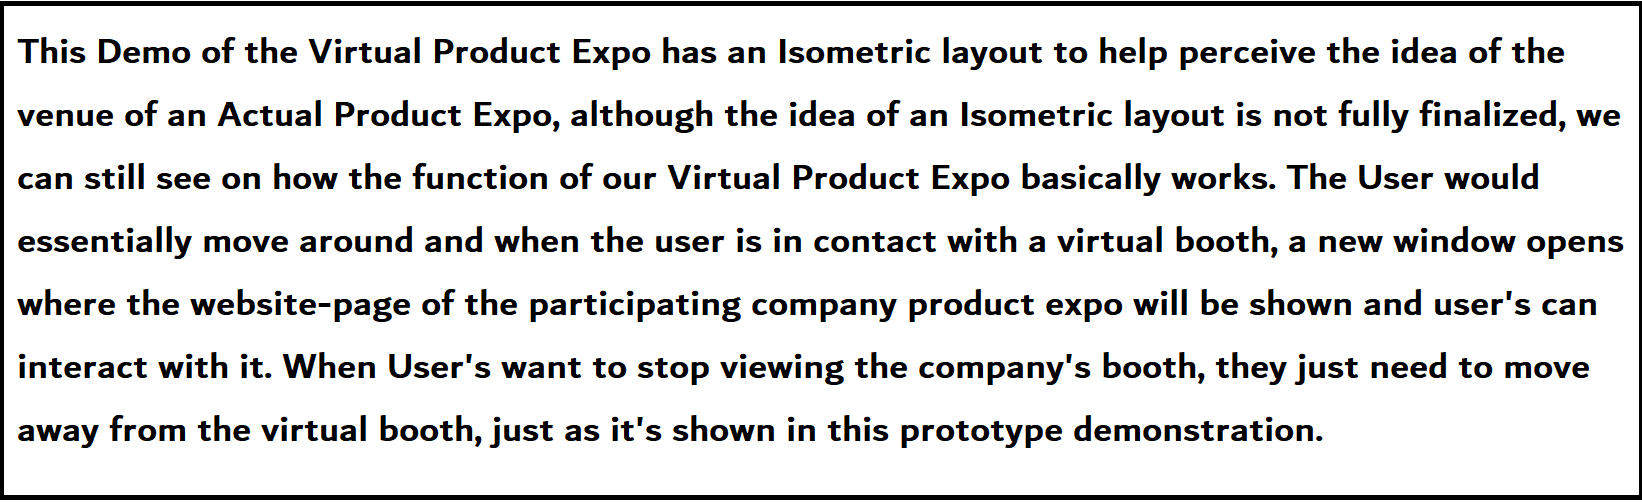 This Demo of the Virtual Product Expo has an Isometric layout to help perceive the idea of the
venue of an Actual Product Expo, although the idea of an Isometric layout is not fully finalized, we
can still see on how the function of our Virtual Product Expo basically works. The User would
essentially move around and when the user is in contact with a virtual booth, a new window opens
where the website-page of the participating company product expo will be shown and user's can
interact with it. When User's want to stop viewing the company's booth, they just need to move
away from the virtual booth, just as it's shown in this prototype demonstration.